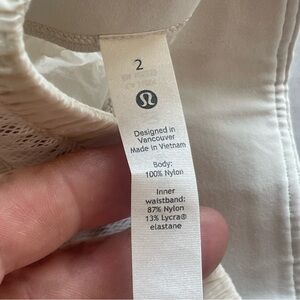 2
Designed in
Vancouver
Made in Vietnam
Body:
100% Nylon
Inner
waistband:
87% Nylon
13% Lycra®
elastane